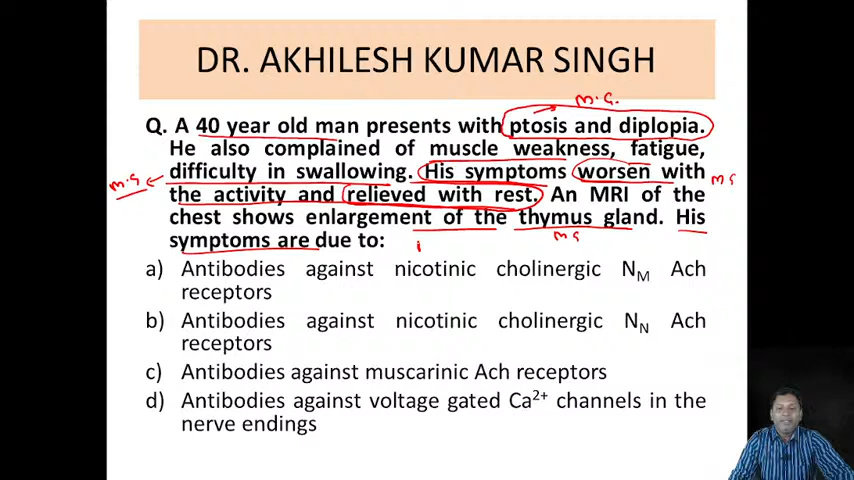 DR. AKHILESH KUMAR SINGH
m.G.
Q. A 40 year old man presents with ptosis and diplopia.
He also complained of muscle weakness, fatigue,
difficulty in swallowing. His symptoms worsen with
m.G
MG
the activity and relieved with rest. An MRI of the
chest shows enlargement of the thymus gland. His
MG
symptoms are due to:
a) Antibodies against nicotinic cholinergic NM Ach
receptors
b) Antibodies against nicotinic cholinergic NN Ach
receptors
c) Antibodies against muscarinic Ach receptors
d) Antibodies against voltage gated Ca2+ channels in the
nerve endings